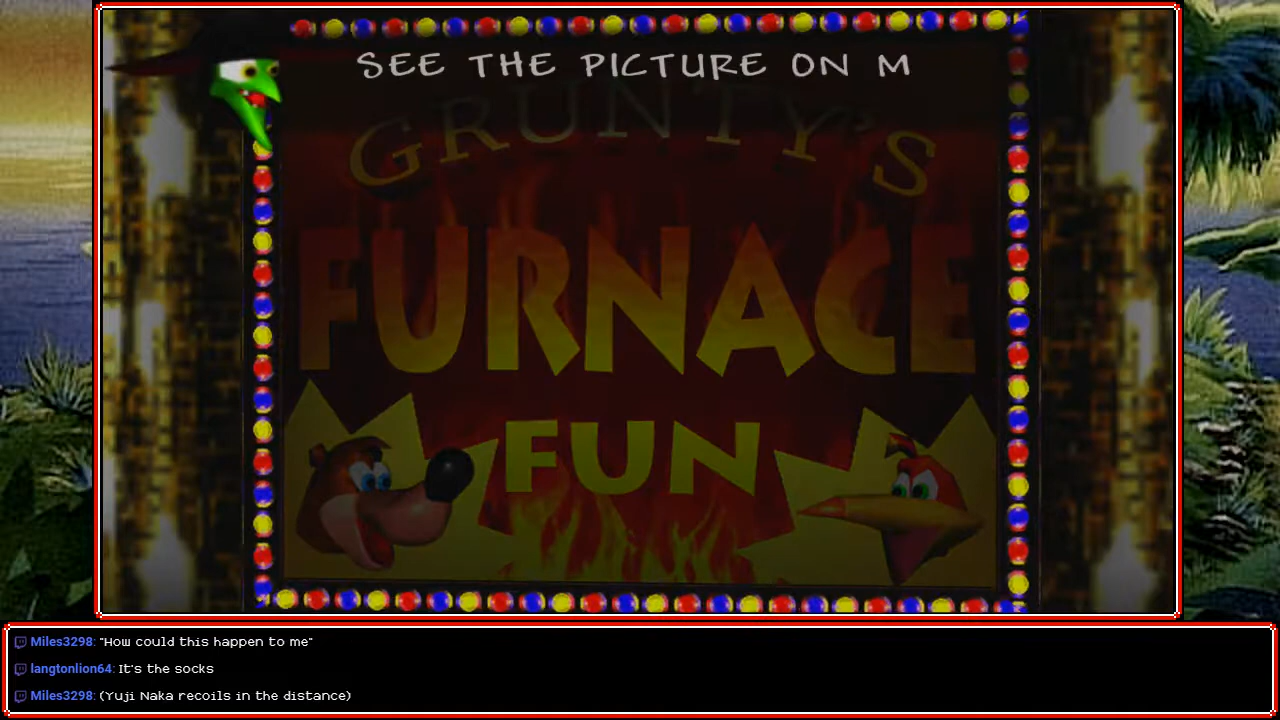 SEE THE PICTURE ON M
GRUNTY'S
FURNACE
FUN
Miles3298: "How could this happen to me"
langtonlion64: It's the socks
Miles3298: (Yuji Naka recoils in the distance)